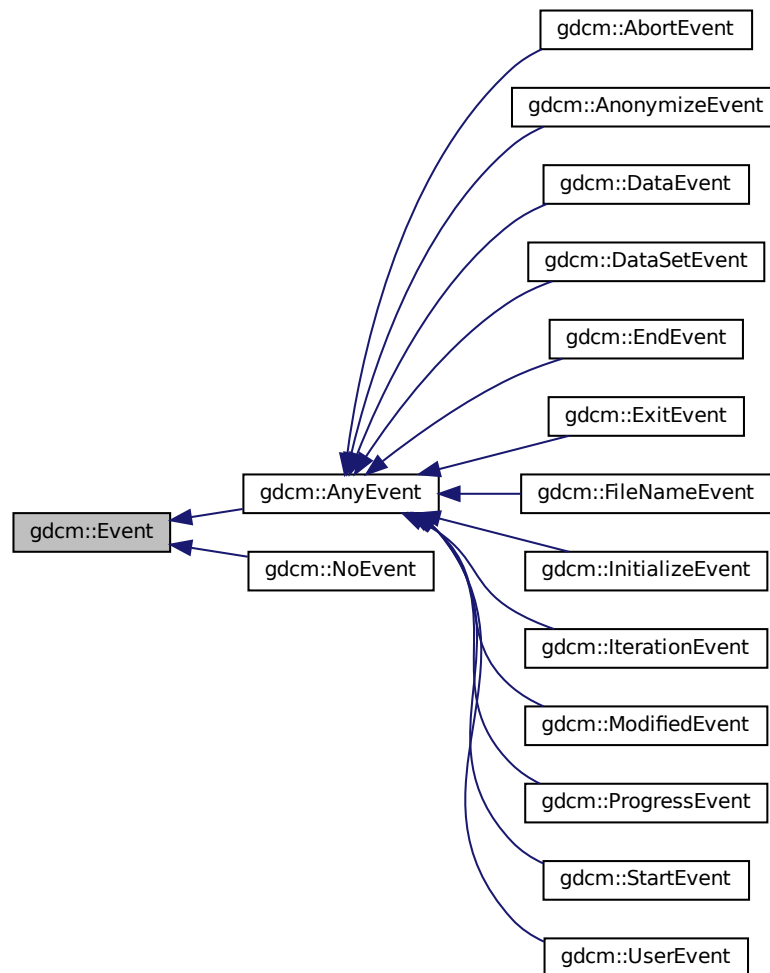 gdcm::AbortEvent
gdcm::AnonymizeEvent
gdcm::DataEvent
gdcm::DataSetEvent
gdcm::EndEvent
gdcm::ExitEvent
gdcm::AnyEvent
gdcm::FileNameEvent
gdcm::Event
gdcm::NoEvent
gdcm::InitializeEvent
gdcm::IterationEvent
gdcm::ModifiedEvent
gdcm::ProgressEvent
gdcm::StartEvent
gdcm::UserEvent